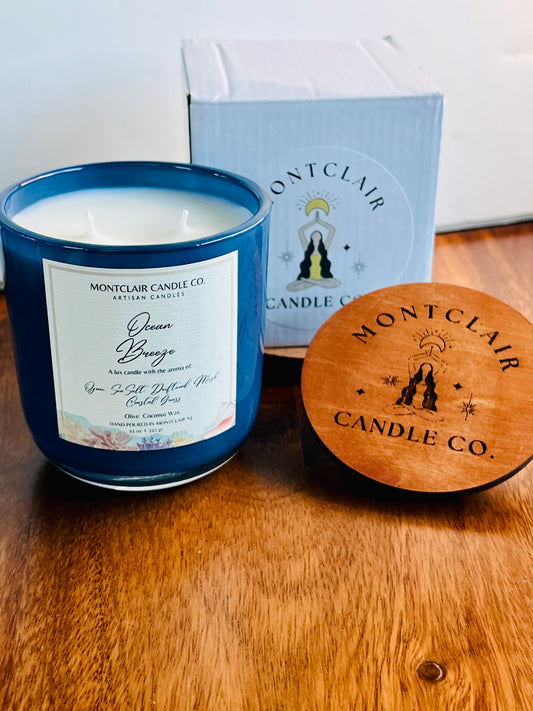 MONTCLAIR CANDLE CO.
ARTISAN CANDLES
Ocean
Breeze
A lux candle with the aroma of:
Ozone, Sea Salt, Driftwood, Musk
Coastal Grass
Olive Coconut Wax
HAND POURED IN MONTCLAIR NJ
MONTCLAIR
CANDLE CO.
MONTCLAIR
CANDLE CO.